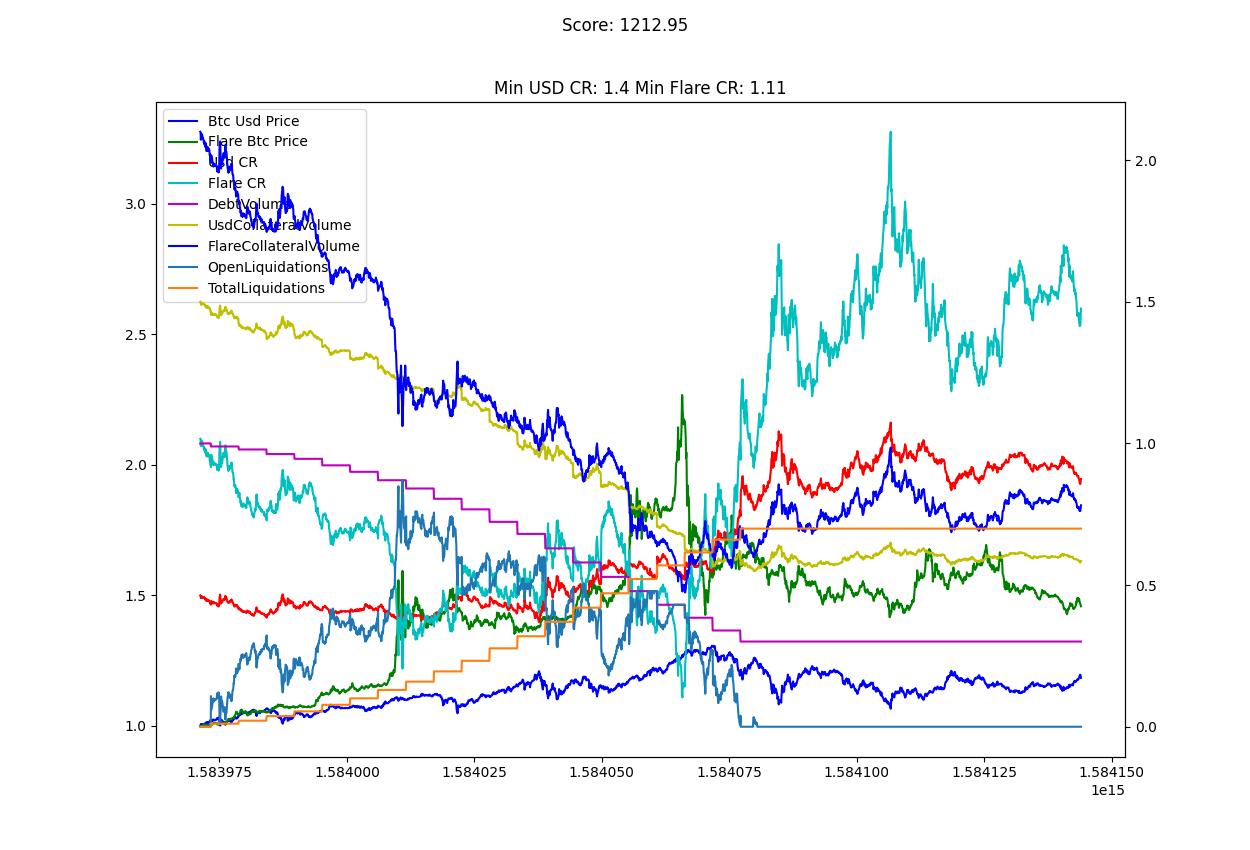 Score: 1212.95
Min USD CR: 1.4 Min Flare CR: 1.11
Btc Usd Price
Flare Btc Price
Usd CR
Flare CR
DebtVolume
UsdCollateralVolume
FlareCollateralVolume
OpenLiquidations
TotalLiquidations
3.0
2.5
2.0
1.5
1.0
2.0
1.5
1.0
0.5
0.0
1.583975 1.584000 1.584025 1.584050 1.584075 1.584100 1.584125 1.584150
1e15